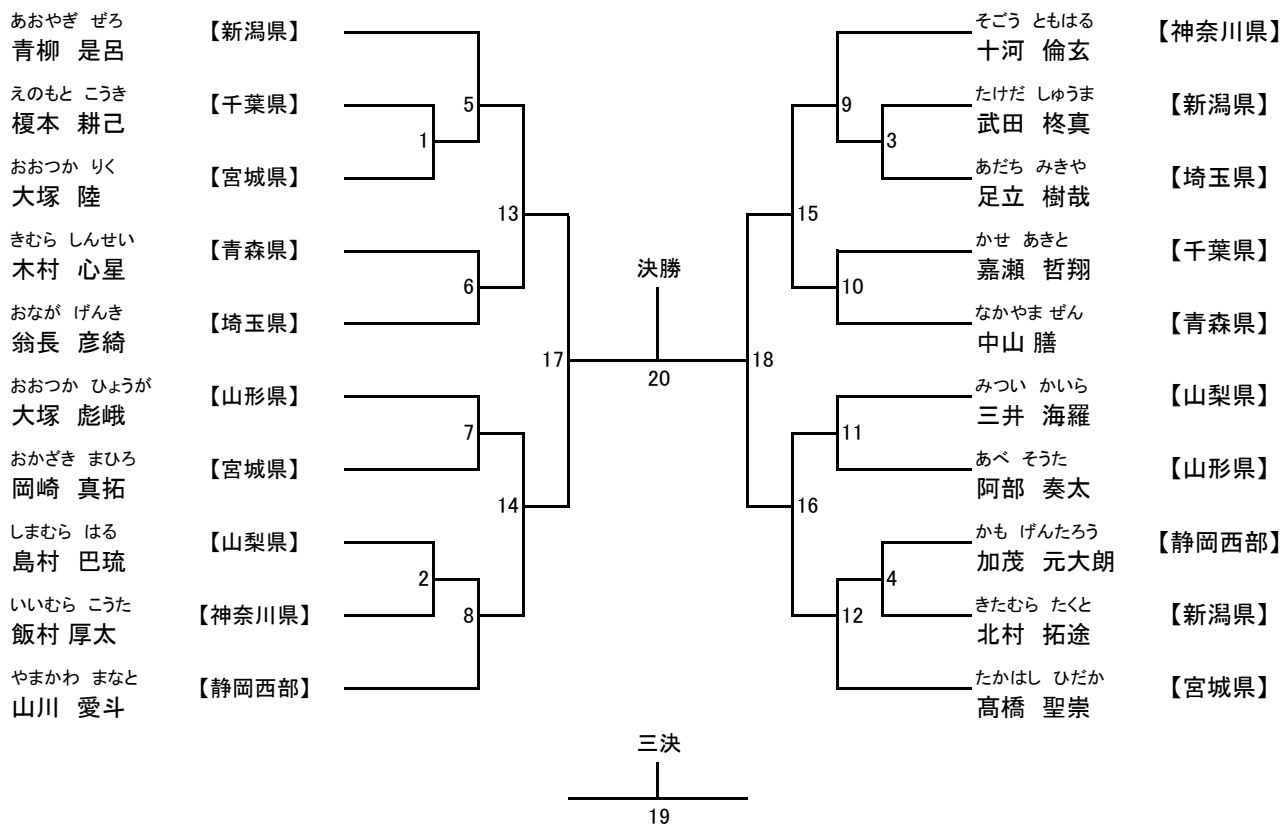 あおやぎ ぜろ
青柳 是呂 【新潟県】
えのもと こうき
榎本 耕己 【千葉県】
おおつか りく
大塚 陸 【宮城県】
きむら しんせい
木村 心星 【青森県】
おなが げんき
翁長 彦綺 【埼玉県】
おおつか ひょうが
大塚 彪峨 【山形県】
おかざき まひろ
岡崎 真拓 【宮城県】
しまむら はる
島村 巴琉 【山梨県】
いいむら こうた
飯村 厚太 【神奈川県】
やまかわ まなと
山川 愛斗 【静岡西部】
1
2
5
6
7
8
13
14
17
決勝
20
三決
19
18
15
16
9
10
11
12
3
4
そごう ともはる
十河 倫玄 【神奈川県】
たけだ しゅうま
武田 柊真 【新潟県】
あだち みきや
足立 樹哉 【埼玉県】
かせ あきと
嘉瀬 哲翔 【千葉県】
なかやま ぜん
中山 膳 【青森県】
みつい かいら
三井 海羅 【山梨県】
あべ そうた
阿部 奏太 【山形県】
かも げんたろう
加茂 元大朗 【静岡西部】
きたむら たくと
北村 拓途 【新潟県】
たかはし ひだか
髙橋 聖崇 【宮城県】